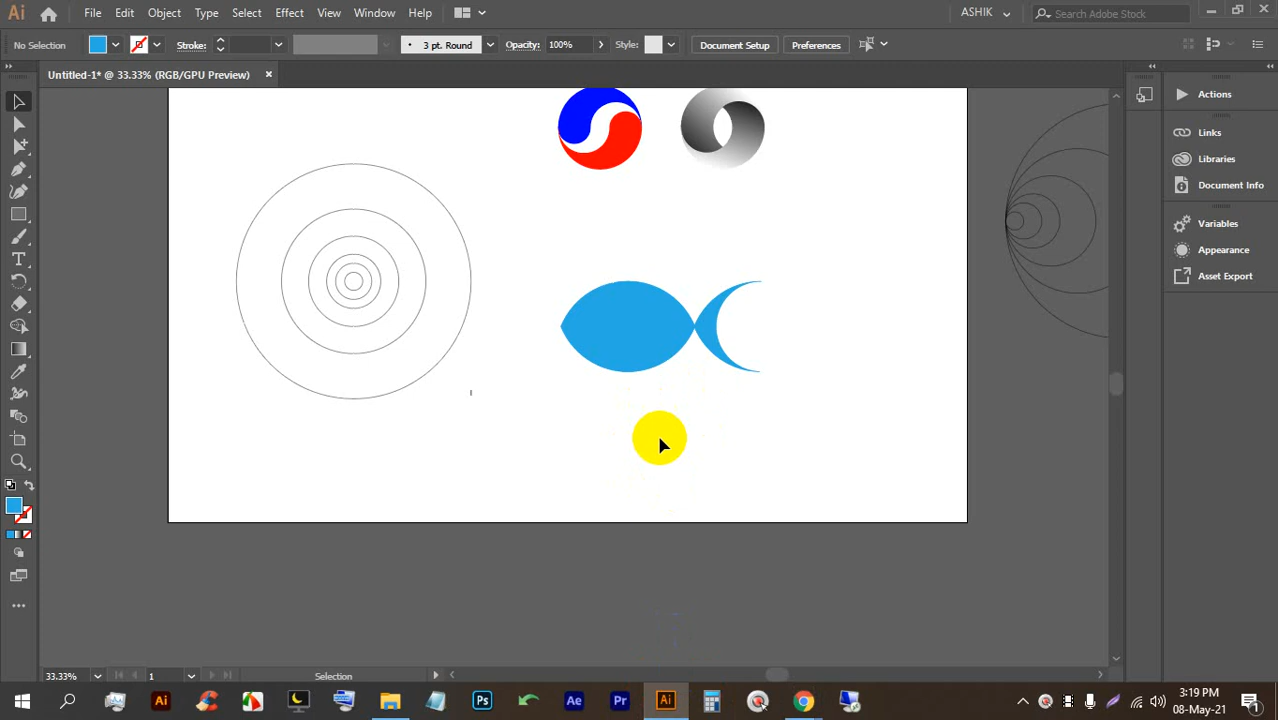 Ai File Edit Object Type Select Effect View Window Help ASHIK Search Adobe Stock
No Selection Stroke: 3 pt. Round Opacity: 100% Style: Document Setup Preferences
Untitled-1* @ 33.33% (RGB/GPU Preview)
Actions
Links
Libraries
Document Info
Variables
Appearance
Asset Export
33.33% 1 Selection
Ai Ps Ae Pr Ai 3:19 PM
08-May-21 1